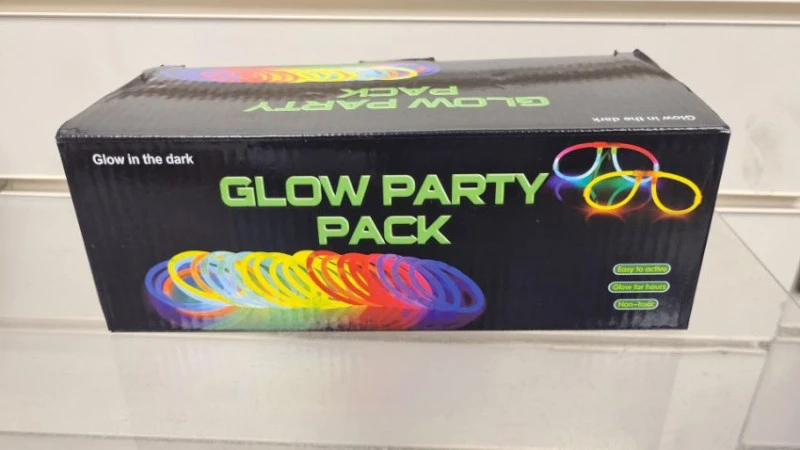 GLOW PARTY
PACK
Glow in the dark
Glow in the dark
GLOW PARTY
PACK
Easy to active
Glow for hours
Non-toxic